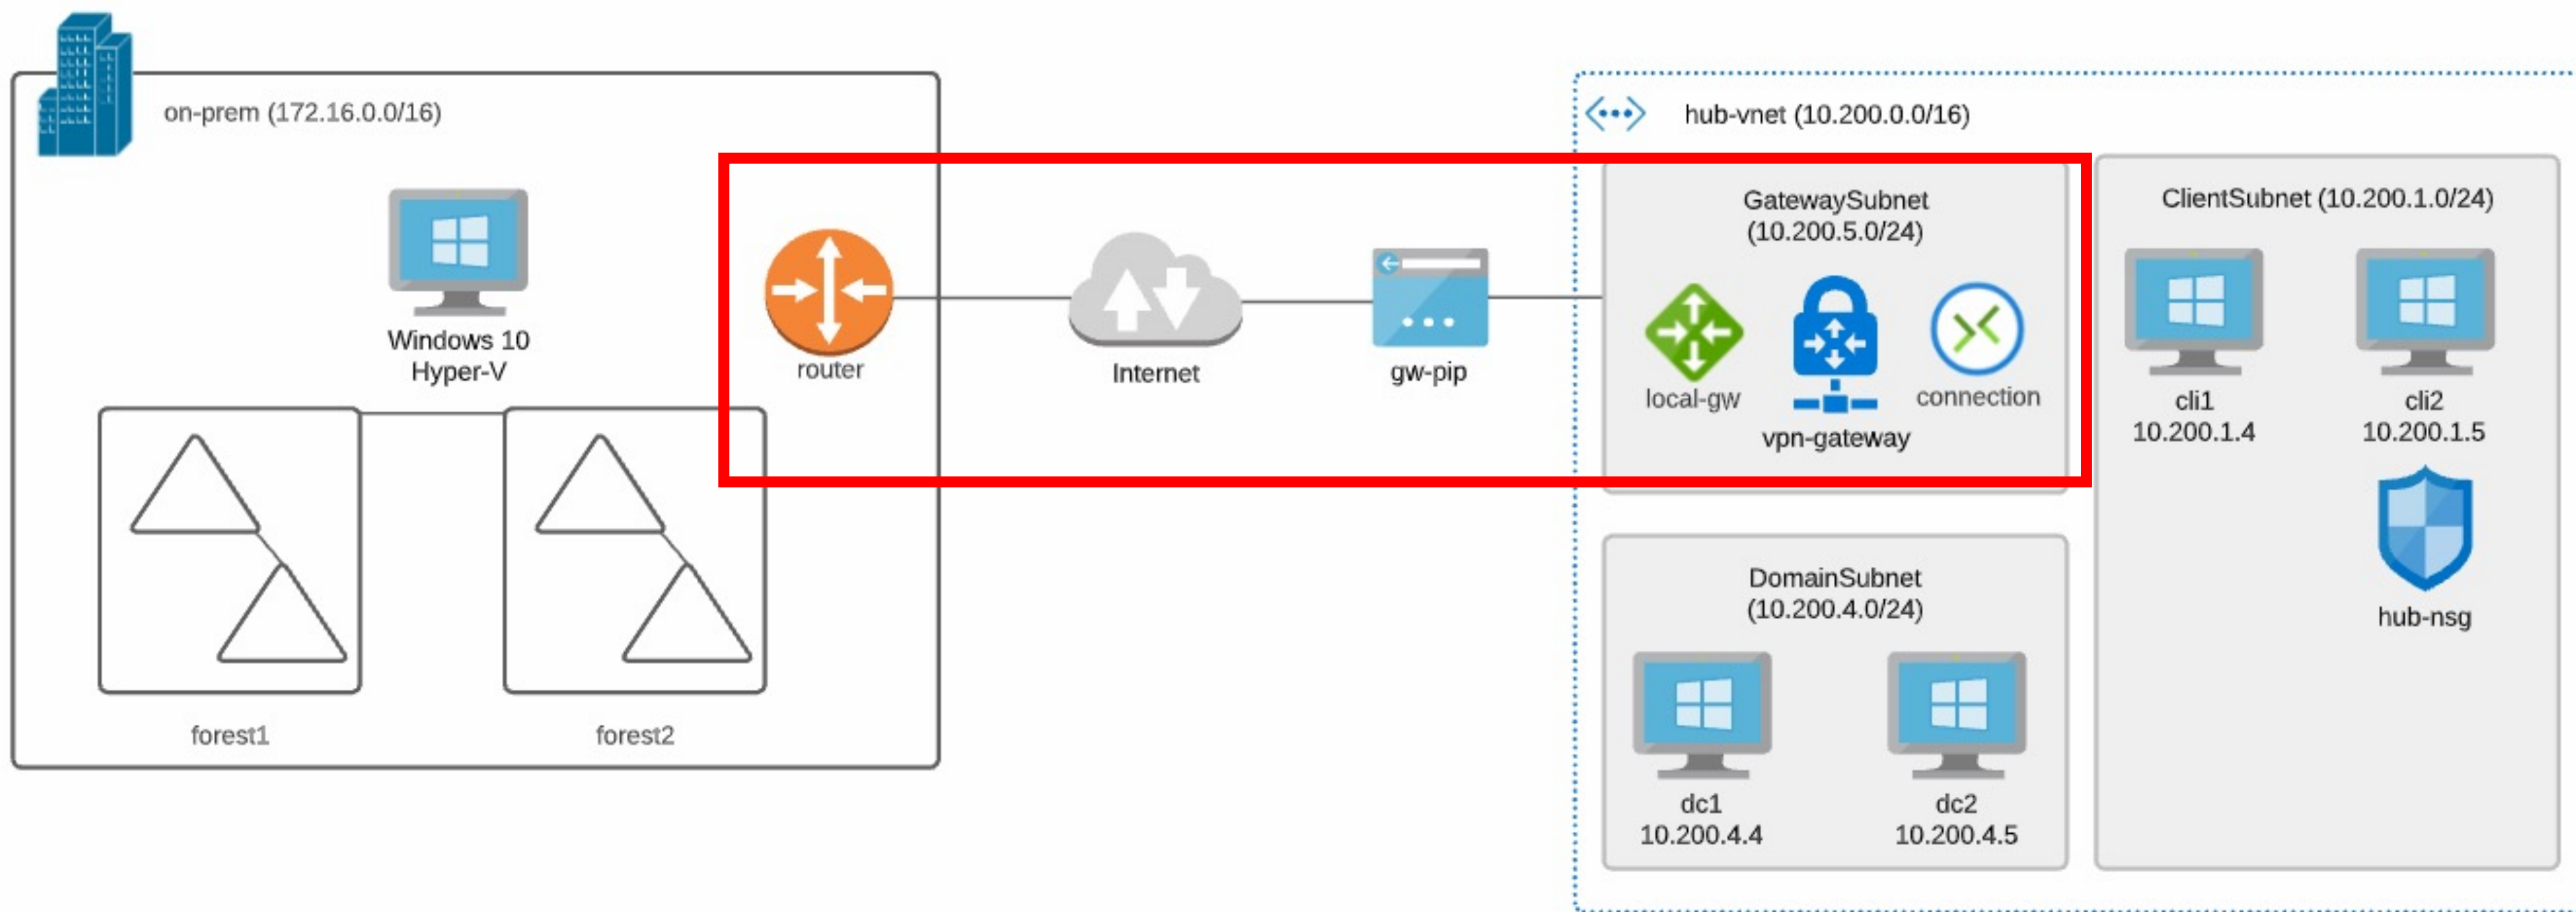 on-prem (172.16.0.0/16)
Windows 10
Hyper-V
forest1
forest2
router
Internet
gw-pip
hub-vnet (10.200.0.0/16)
GatewaySubnet
(10.200.5.0/24)
local-gw
vpn-gateway
connection
DomainSubnet
(10.200.4.0/24)
dc1
10.200.4.4
dc2
10.200.4.5
ClientSubnet (10.200.1.0/24)
cli1
10.200.1.4
cli2
10.200.1.5
hub-nsg